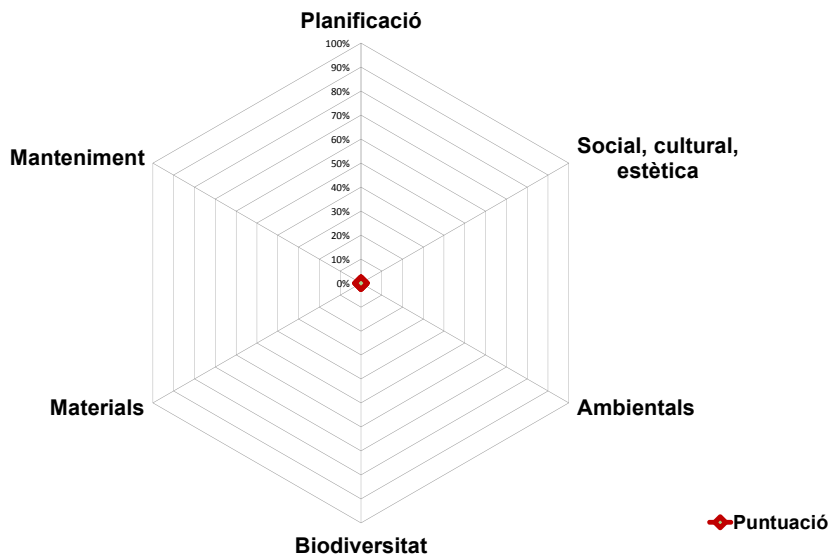 Planificació
100%
90%
80%
70%
60%
50%
40%
30%
20%
10%
0%
Social, cultural,
estètica
Manteniment
Materials
Ambientals
Biodiversitat
Puntuació